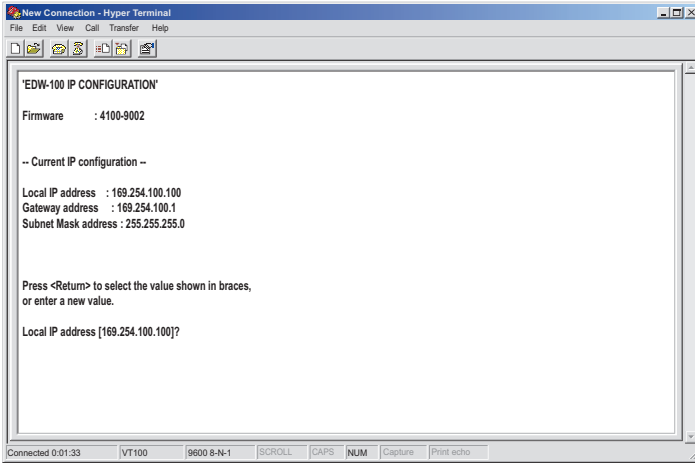 New Connection - Hyper Terminal
File Edit View Call Transfer Help
'EDW-100 IP CONFIGURATION'
Firmware : 4100-9002
-- Current IP configuration --
Local IP address : 169.254.100.100
Gateway address : 169.254.100.1
Subnet Mask address : 255.255.255.0
Press <Return> to select the value shown in braces,
or enter a new value.
Local IP address [169.254.100.100]?
Connected 0:01:33 VT100 9600 8-N-1 SCROLL CAPS NUM Capture Print echo